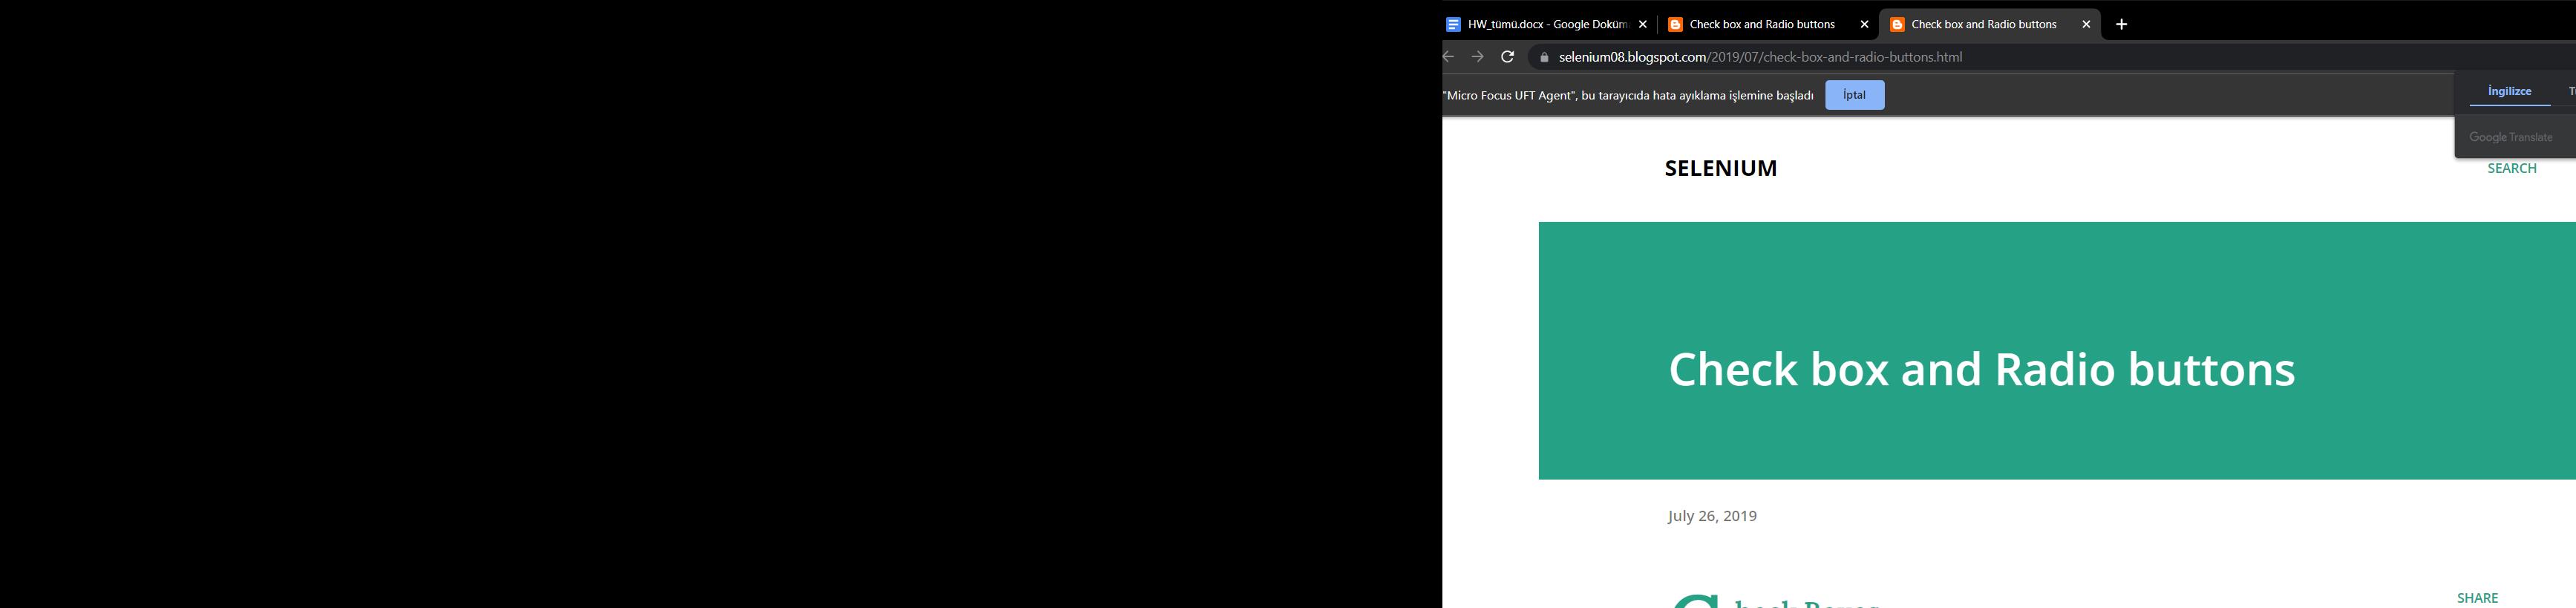 HW_tümü.docx - Google Doküm
Check box and Radio buttons
Check box and Radio buttons
selenium08.blogspot.com/2019/07/check-box-and-radio-buttons.html
"Micro Focus UFT Agent", bu tarayıcıda hata ayıklama işlemine başladı
İptal
İngilizce
Google Translate
SELENIUM
SEARCH
Check box and Radio buttons
July 26, 2019
SHARE